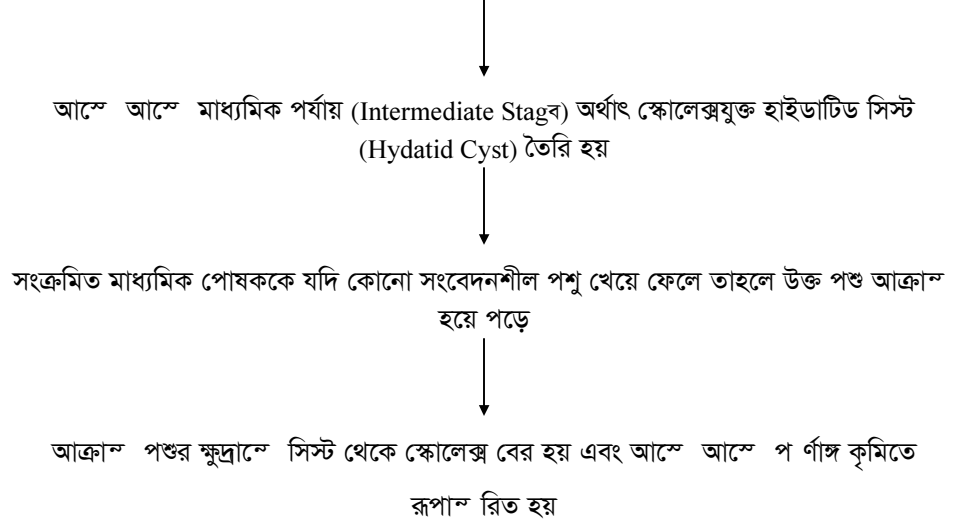 আস্ে আস্ে মাধ্যমিক পর্যায় (Intermediate Stagব) অর্থাৎ স্কোলেক্সযুক্ত হাইডাটিড সিস্ট
(Hydatid Cyst) তৈরি হয়
সংক্রমিত মাধ্যমিক পোষককে যদি কোনো সংবেদনশীল পশু খেয়ে ফেলে তাহলে উক্ত পশু আক্রান্
হয়ে পড়ে
আক্রান্ পশুর ক্ষুদ্রান্ে সিস্ট থেকে স্কোলেক্স বের হয় এবং আস্ে আস্ে প র্ণাঙ্গ কৃমিতে
রূপান্ রিত হয়